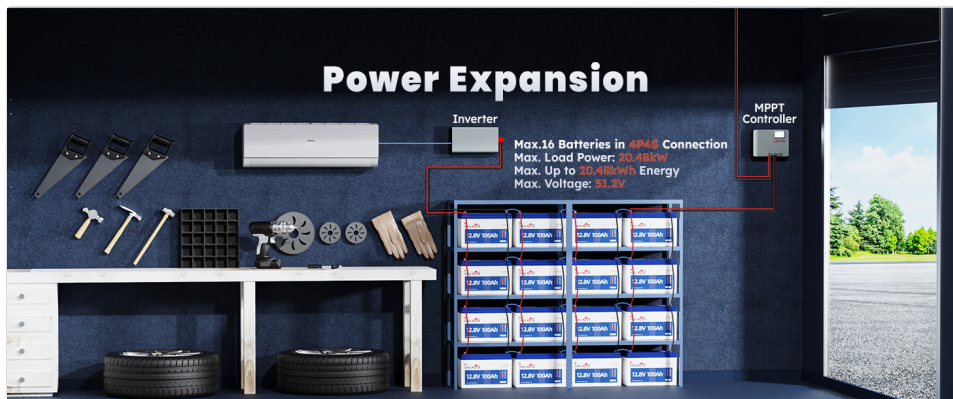 Power Expansion
MPPT
Controller
Inverter
Max.16 Batteries in 4P4S Connection
Max. Load Power: 20.48kW
Max. Up to 20.48kWh Energy
Max. Voltage: 51.2V
12.8V 100Ah 12.8V 100Ah 12.8V 100Ah 12.8V 100Ah
12.8V 100Ah 12.8V 100Ah 12.8V 100Ah 12.8V 100Ah
12.8V 100Ah 12.8V 100Ah 12.8V 100Ah 12.8V 100Ah
12.8V 100Ah 12.8V 100Ah 12.8V 100Ah 12.8V 100Ah